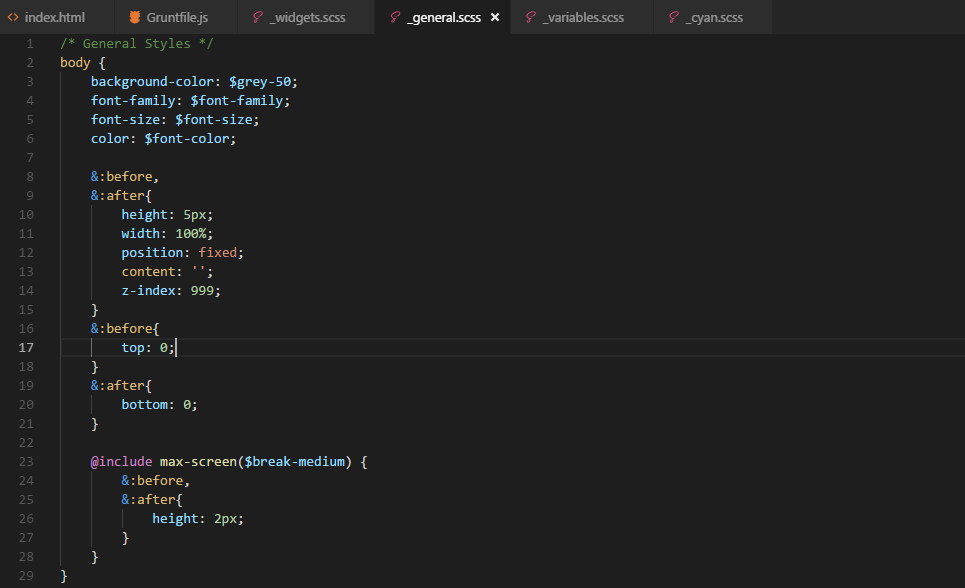 index.html Gruntfile.js _widgets.scss _general.scss × _variables.scss _cyan.scss
1 /* General Styles */
2 body {
3 background-color: $grey-50;
4 font-family: $font-family;
5 font-size: $font-size;
6 color: $font-color;
7
8 &:before,
9 &:after{
10 height: 5px;
11 width: 100%;
12 position: fixed;
13 content: '';
14 z-index: 999;
15 }
16 &:before{
17 top: 0;
18 }
19 &:after{
20 bottom: 0;
21 }
22
23 @include max-screen($break-medium) {
24 &:before,
25 &:after{
26 height: 2px;
27 }
28 }
29 }